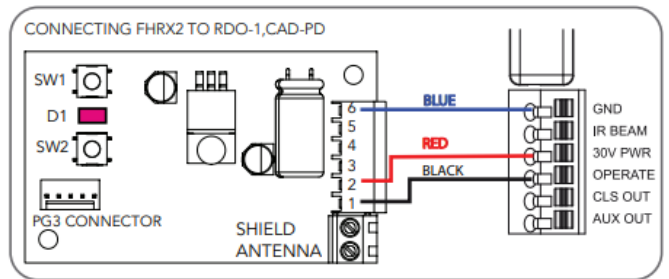 CONNECTING FHRX2 TO RDO-1,CAD-PD
SW1
D1
SW2
PG3 CONNECTOR
SHIELD
ANTENNA
6
5
4
3
2
1
BLUE
RED
BLACK
GND
IR BEAM
30V PWR
OPERATE
CLS OUT
AUX OUT